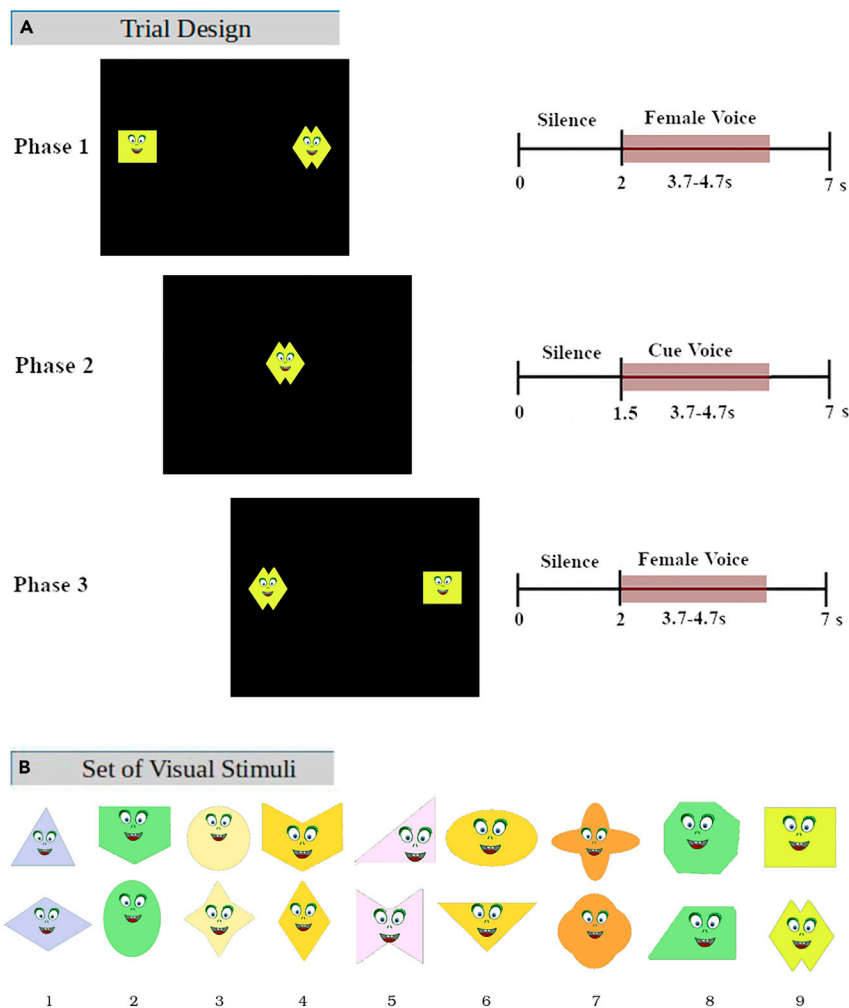 A Trial Design
Phase 1
Silence Female Voice
0 2 3.7-4.7s 7 s
Phase 2
Silence Cue Voice
0 1.5 3.7-4.7s 7 s
Phase 3
Silence Female Voice
0 2 3.7-4.7s 7 s
B Set of Visual Stimuli
1 2 3 4 5 6 7 8 9